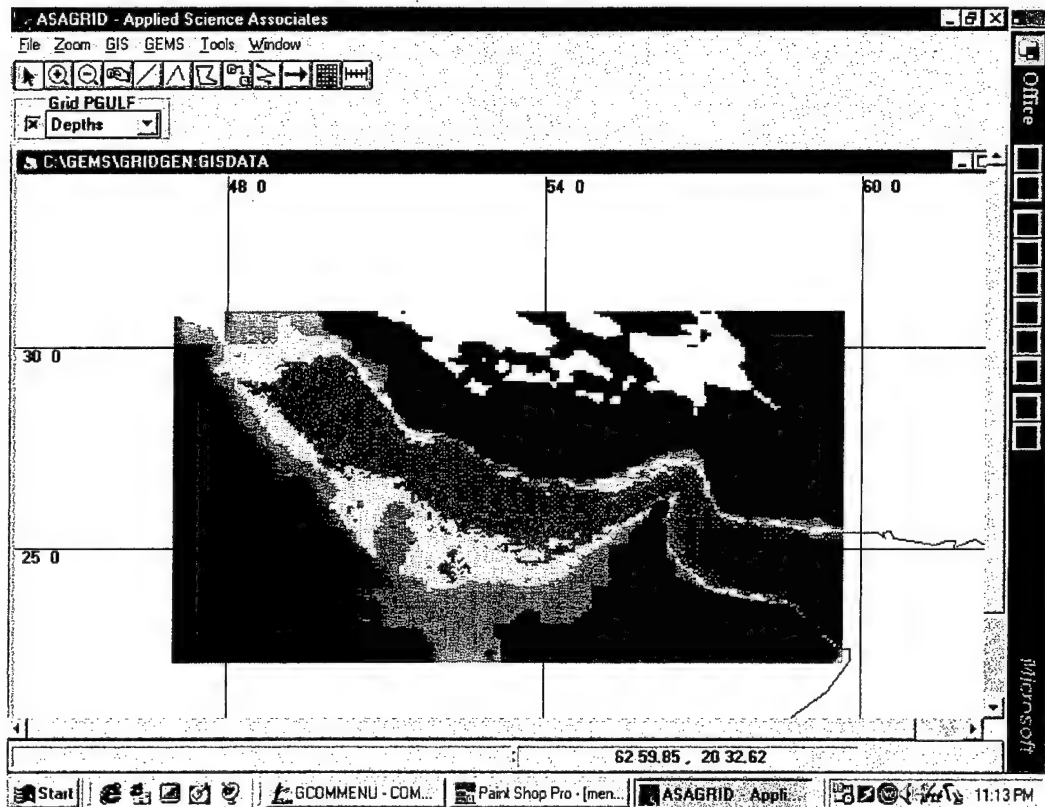 ASAGRID - Applied Science Associates
File Zoom GIS GEMS Tools Window
Grid PGULF
Depths
C:\GEMS\GRIDGEN:GISDATA
48 0
54 0
60 0
30 0
25 0
62 59.85 , 20 32.62
Office
Microsoft
Start
GCOMMENU - COM...
Paint Shop Pro - [men...
ASAGRID - Appli...
11:13 PM